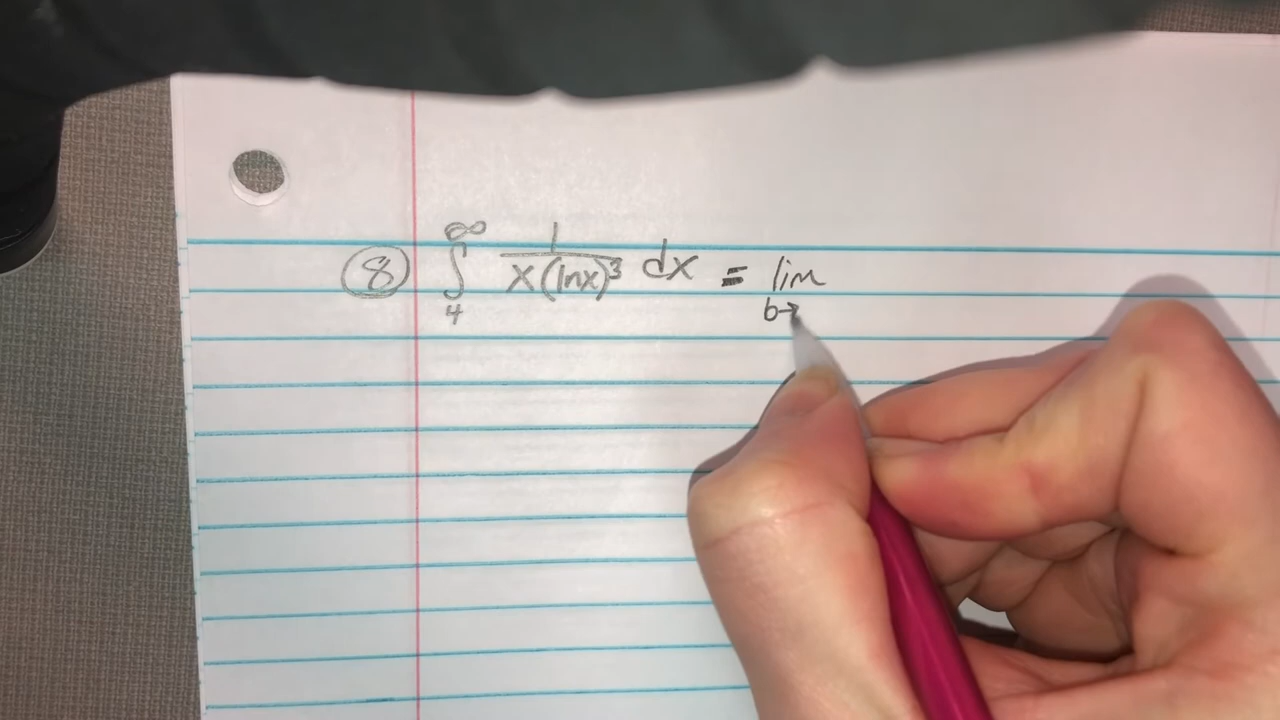 ⑧ ∫₄^∞ 1/(x(lnx)³) dx = lim b→